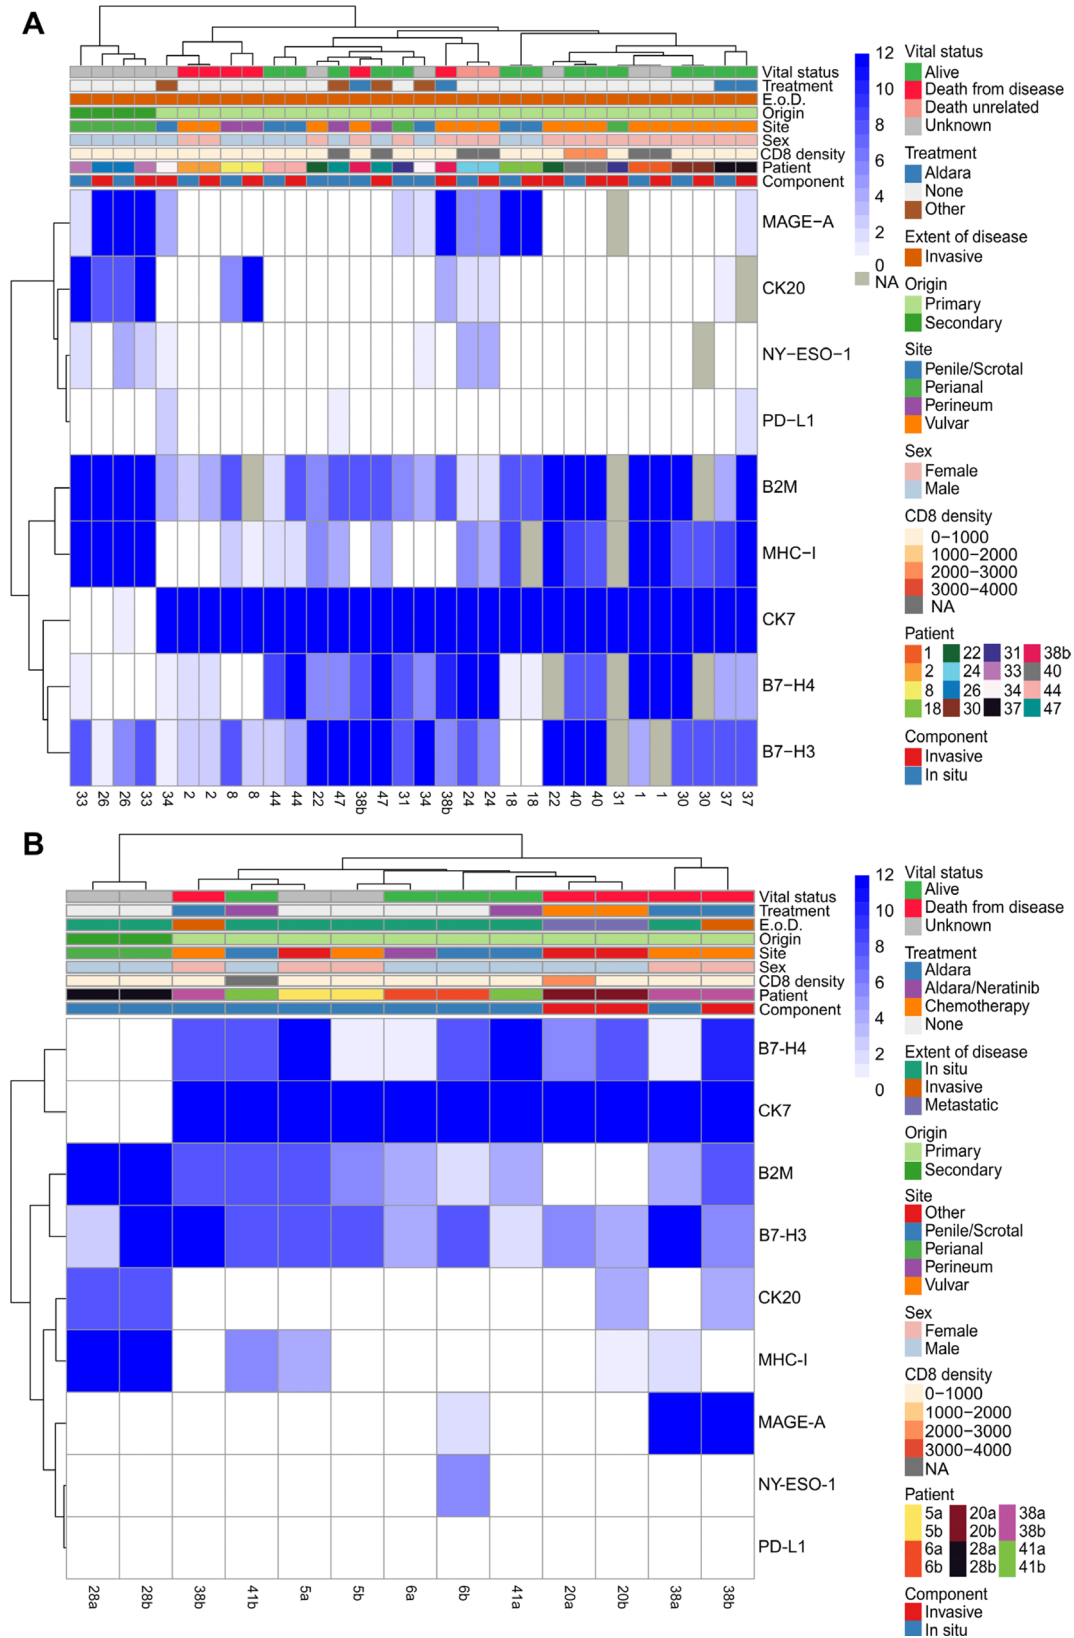 A
Vital status
Treatment
E.o.D.
Origin
Site
Sex
CD8 density
Patient
Component
MAGE−A
CK20
NY−ESO−1
PD−L1
B2M
MHC−I
CK7
B7−H4
B7−H3
33 26 26 33 34 2 2 8 8 44 44 22 47 38b 47 31 34 38b 24 24 18 18 22 40 40 31 1 1 30 30 37 37
12
10
8
6
4
2
0
NA
Vital status
Alive
Death from disease
Death unrelated
Unknown
Treatment
Aldara
None
Other
Extent of disease
Invasive
Origin
Primary
Secondary
Site
Penile/Scrotal
Perianal
Perineum
Vulvar
Sex
Female
Male
CD8 density
0−1000
1000−2000
2000−3000
3000−4000
NA
Patient
1 22 31 38b
2 24 33 40
8 26 34 44
18 30 37 47
Component
Invasive
In situ
B
Vital status
Treatment
E.o.D.
Origin
Site
Sex
CD8 density
Patient
Component
B7-H4
CK7
B2M
B7-H3
CK20
MHC-I
MAGE-A
NY-ESO-1
PD-L1
28a 28b 38b 41b 5a 5b 6a 6b 41a 20a 20b 38a 38b
12
10
8
6
4
2
0
Vital status
Alive
Death from disease
Unknown
Treatment
Aldara
Aldara/Neratinib
Chemotherapy
None
Extent of disease
In situ
Invasive
Metastatic
Origin
Primary
Secondary
Site
Other
Penile/Scrotal
Perianal
Perineum
Vulvar
Sex
Female
Male
CD8 density
0−1000
1000−2000
2000−3000
3000−4000
NA
Patient
5a 20a 38a
5b 20b 38b
6a 28a 41a
6b 28b 41b
Component
Invasive
In situ